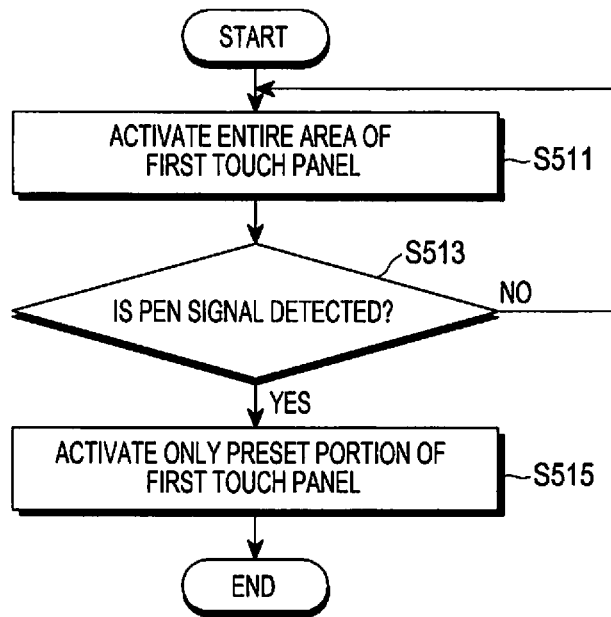 START
ACTIVATE ENTIRE AREA OF
FIRST TOUCH PANEL
S511
S513
IS PEN SIGNAL DETECTED?
NO
YES
ACTIVATE ONLY PRESET PORTION OF
FIRST TOUCH PANEL
S515
END